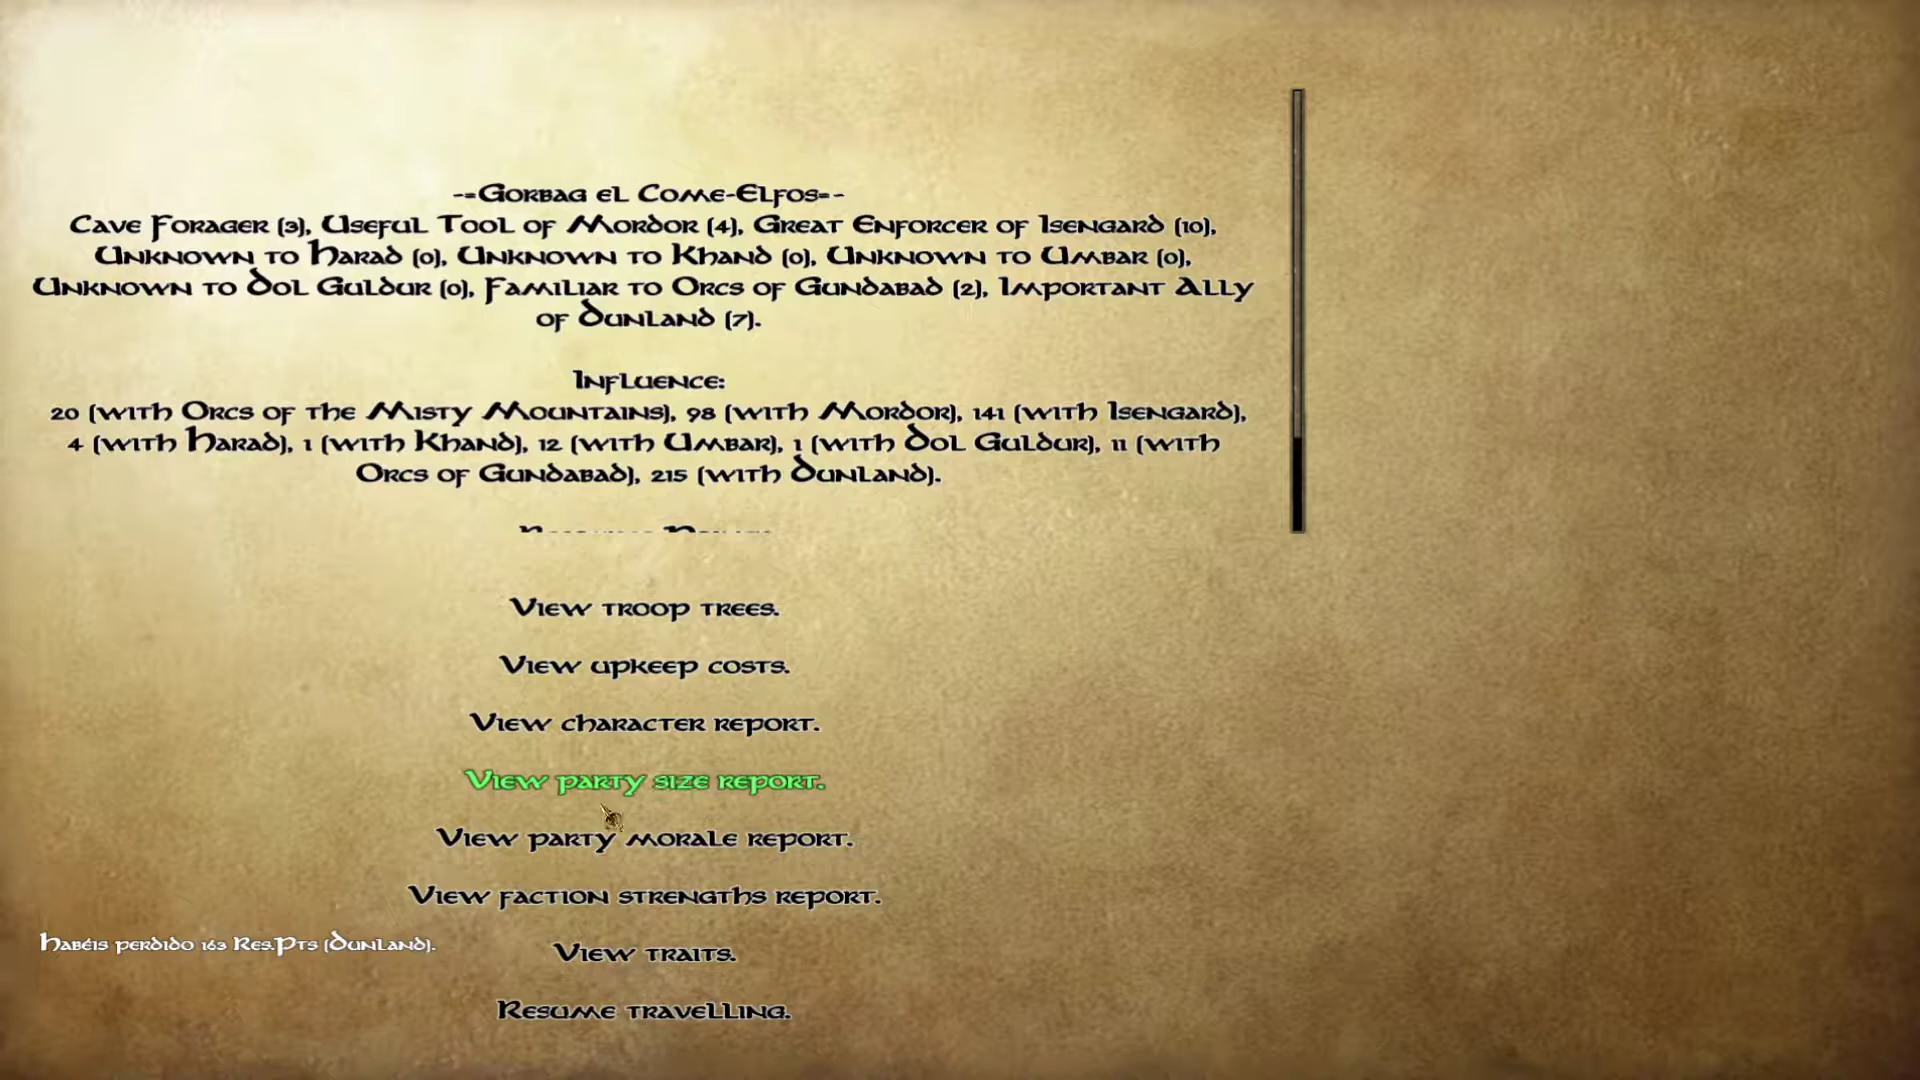 -=Gorbag el Come-Elfos=-
Cave Forager (3), Useful Tool of Mordor (4), Great Enforcer of Isengard (10),
Unknown to Harad (0), Unknown to Khand (0), Unknown to Umbar (0),
Unknown to Dol Guldur (0), Familiar to Orcs of Gundabad (2), Important Ally
of Dunland (7).
Influence:
20 (with Orcs of the Misty Mountains), 98 (with Mordor), 141 (with Isengard),
4 (with Harad), 1 (with Khand), 12 (with Umbar), 1 (with Dol Guldur), 11 (with
Orcs of Gundabad), 215 (with Dunland).
View troop trees.
View upkeep costs.
View character report.
View party size report.
View party morale report.
View faction strengths report.
Habéis perdido 163 Res.Pts (Dunland).
View traits.
Resume travelling.